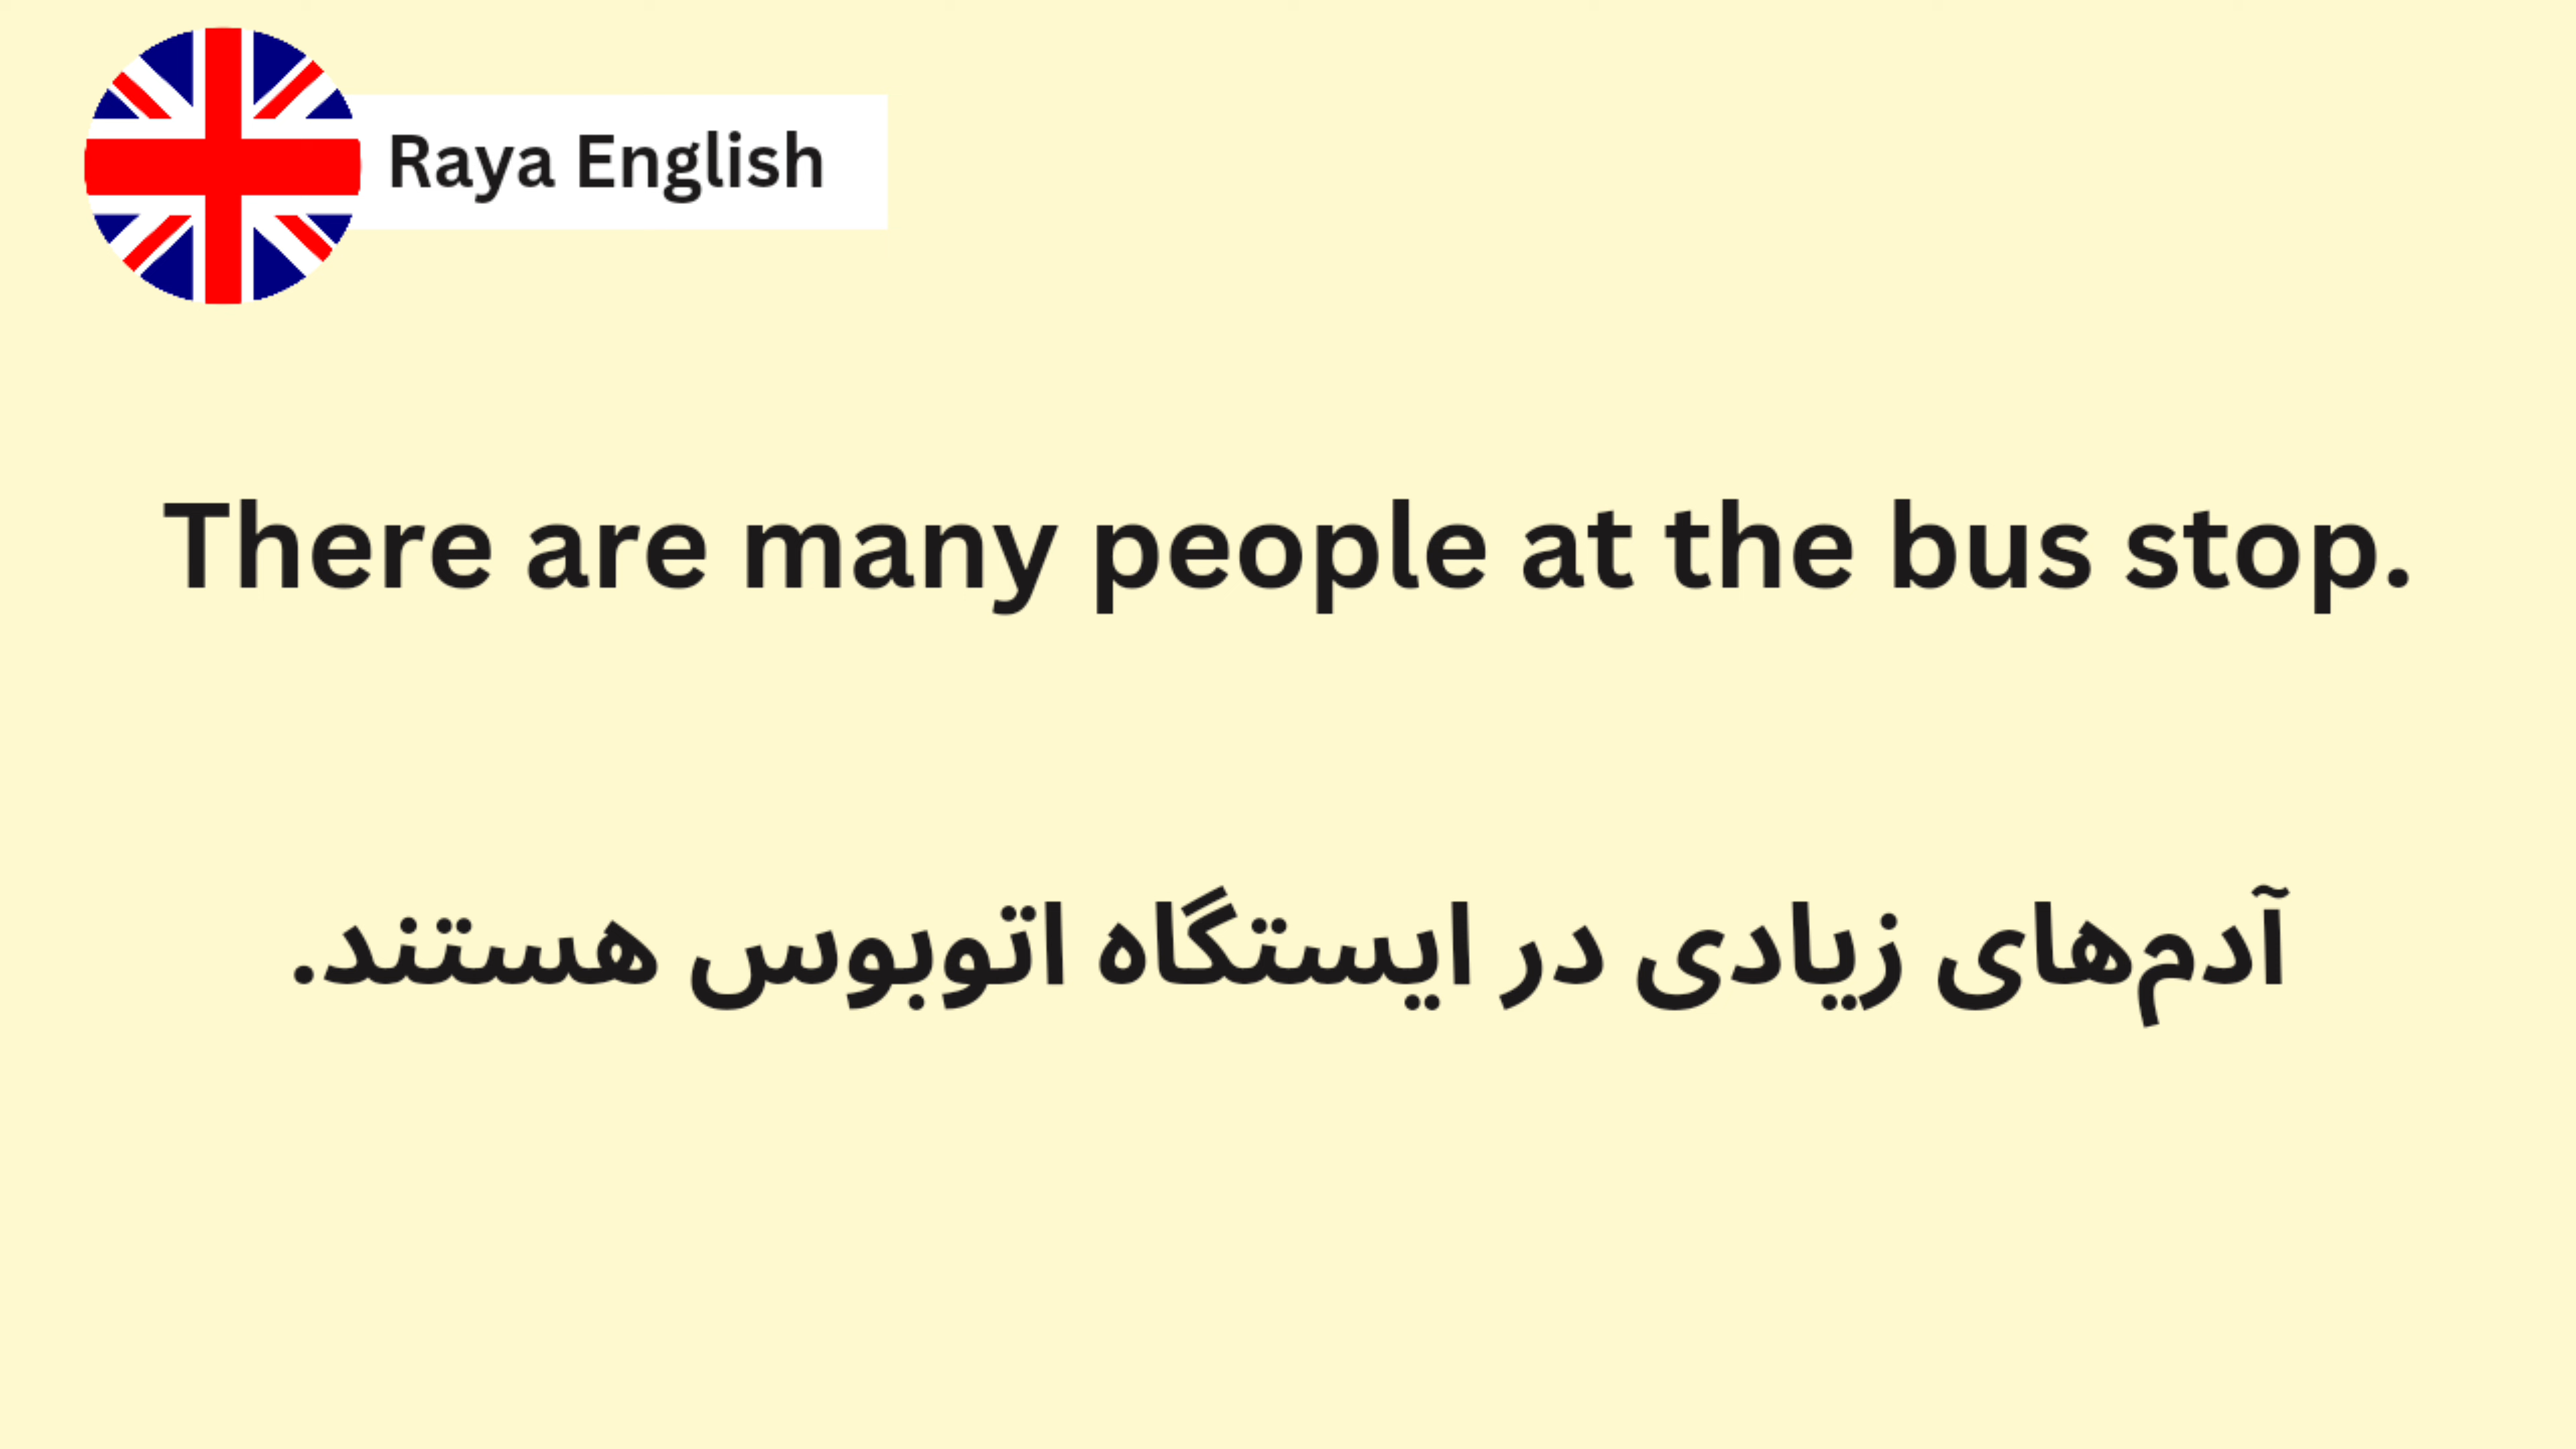 Raya English
There are many people at the bus stop.
آدم‌های زیادی در ایستگاه اتوبوس هستند.